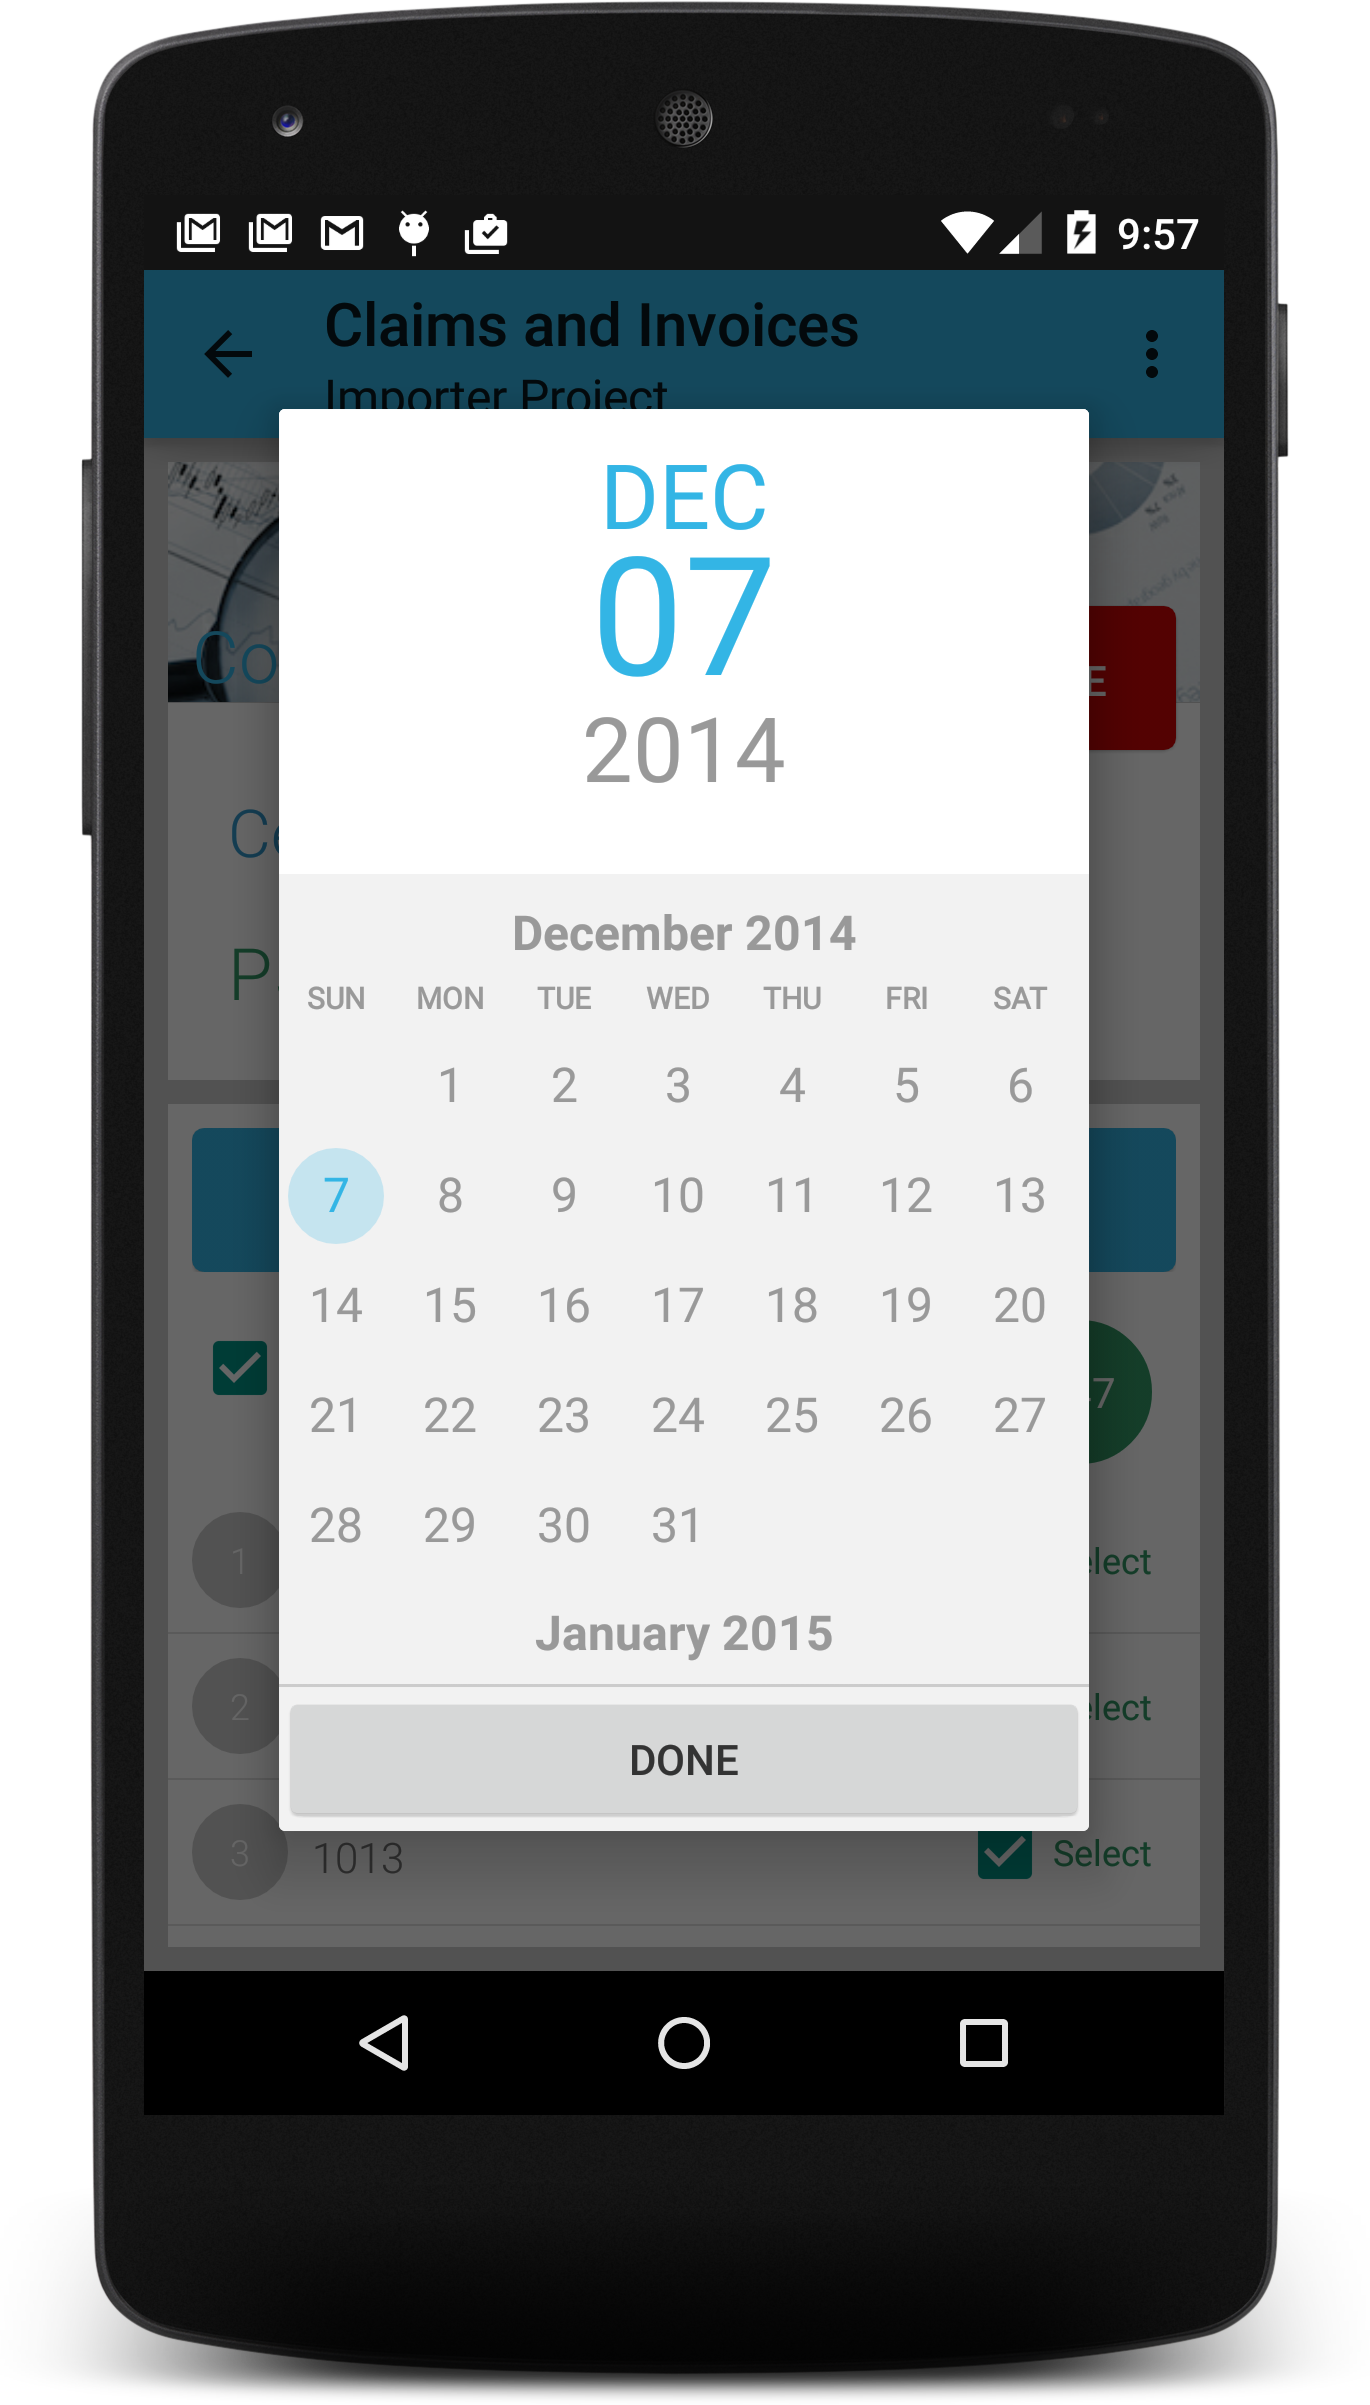 9:57
Claims and Invoices
Importer Project
DEC
07
2014
December 2014
SUN MON TUE WED THU FRI SAT
1 2 3 4 5 6
7 8 9 10 11 12 13
14 15 16 17 18 19 20
21 22 23 24 25 26 27
28 29 30 31
1
January 2015
2
DONE
3 1013 Select